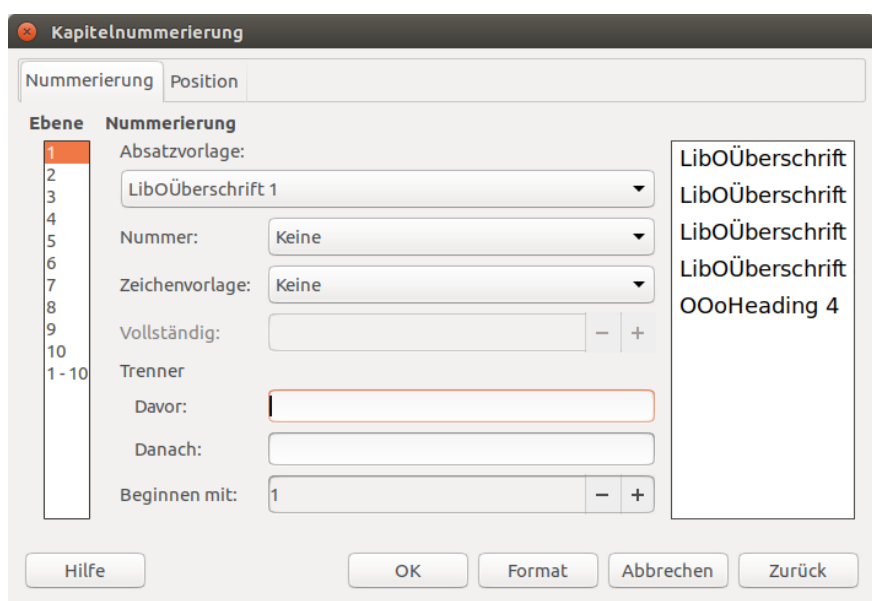 Kapitelnummerierung
Nummerierung Position
Ebene Nummerierung
1
2
3
4
5
6
7
8
9
10
1 - 10
Absatzvorlage:
LibOÜberschrift 1
Nummer: Keine
Zeichenvorlage: Keine
Vollständig: − +
Trenner
Davor:
Danach:
Beginnen mit: 1 − +
LibOÜberschrift
LibOÜberschrift
LibOÜberschrift
LibOÜberschrift
OOoHeading 4
Hilfe OK Format Abbrechen Zurück